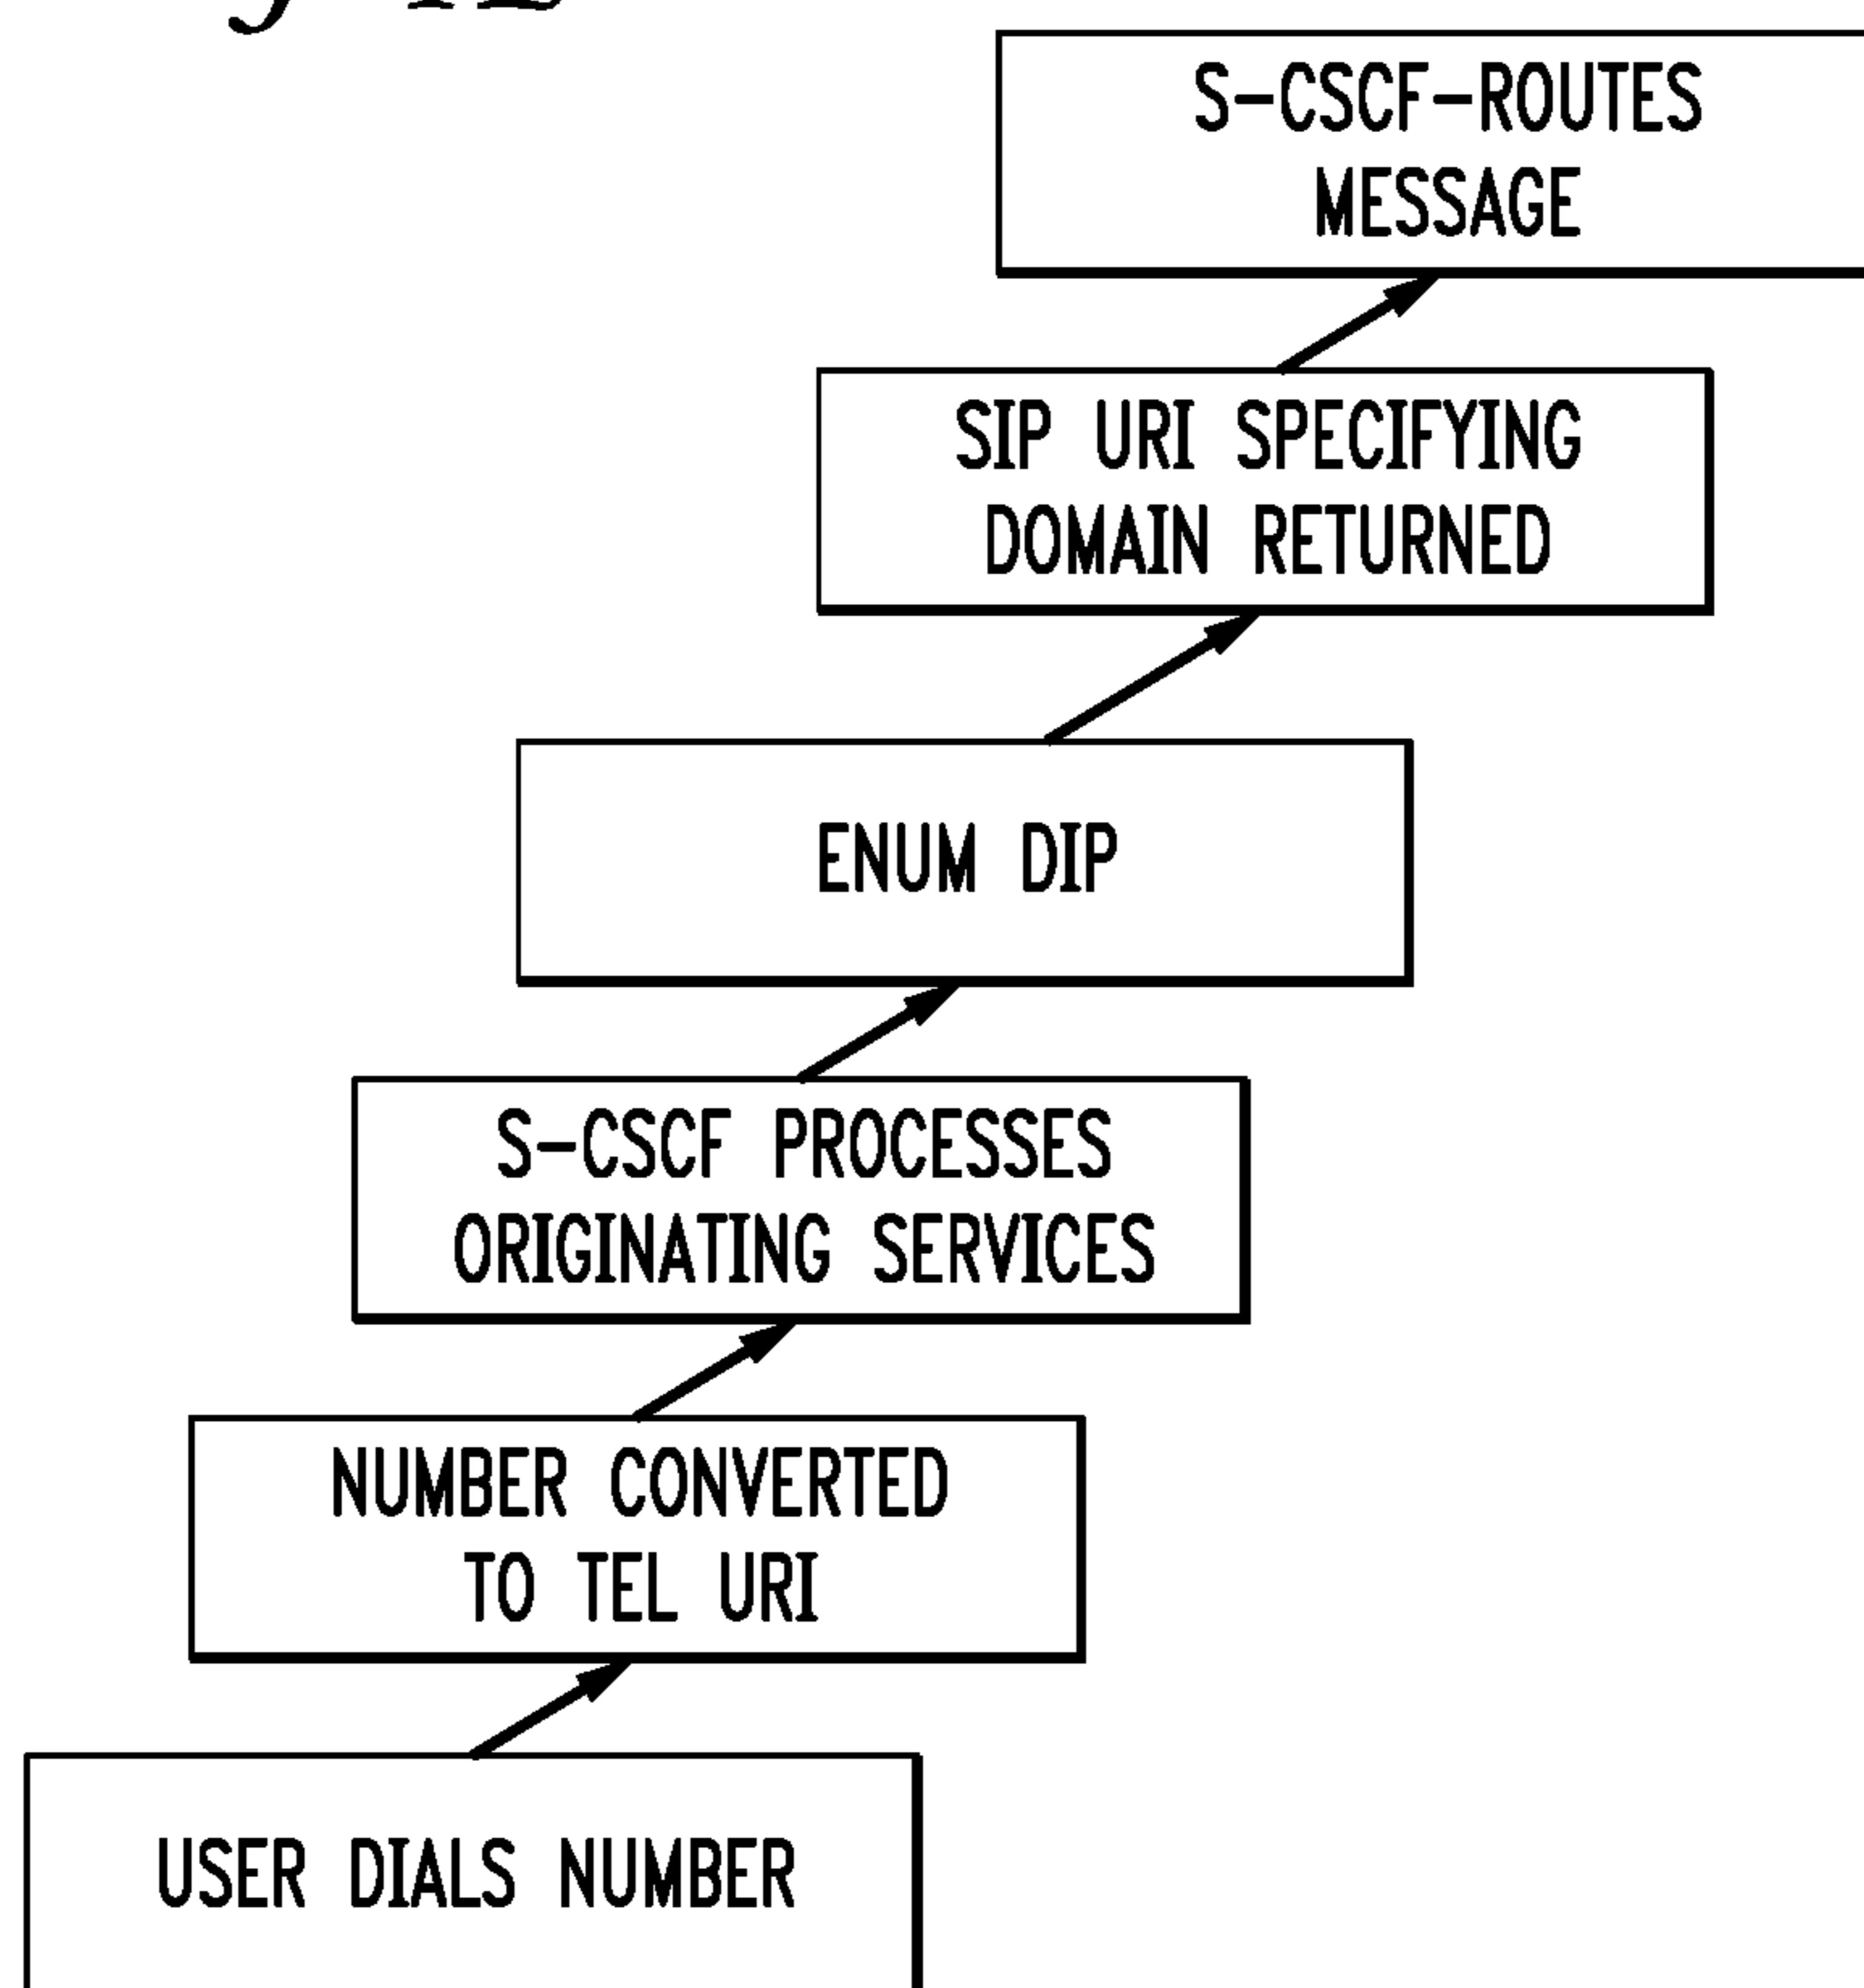 S-CSCF-ROUTES
MESSAGE
SIP URI SPECIFYING
DOMAIN RETURNED
ENUM DIP
S-CSCF PROCESSES
ORIGINATING SERVICES
NUMBER CONVERTED
TO TEL URI
USER DIALS NUMBER